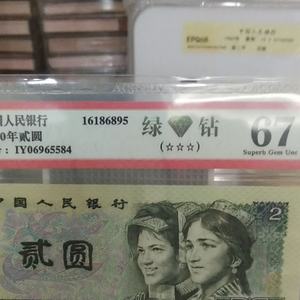 EPQ68
国人民银行
0年贰圆
: IY06965584
16186895
绿 钻
(☆☆☆)
67
Superb Gem Unc
中国人民银行
贰圆
2